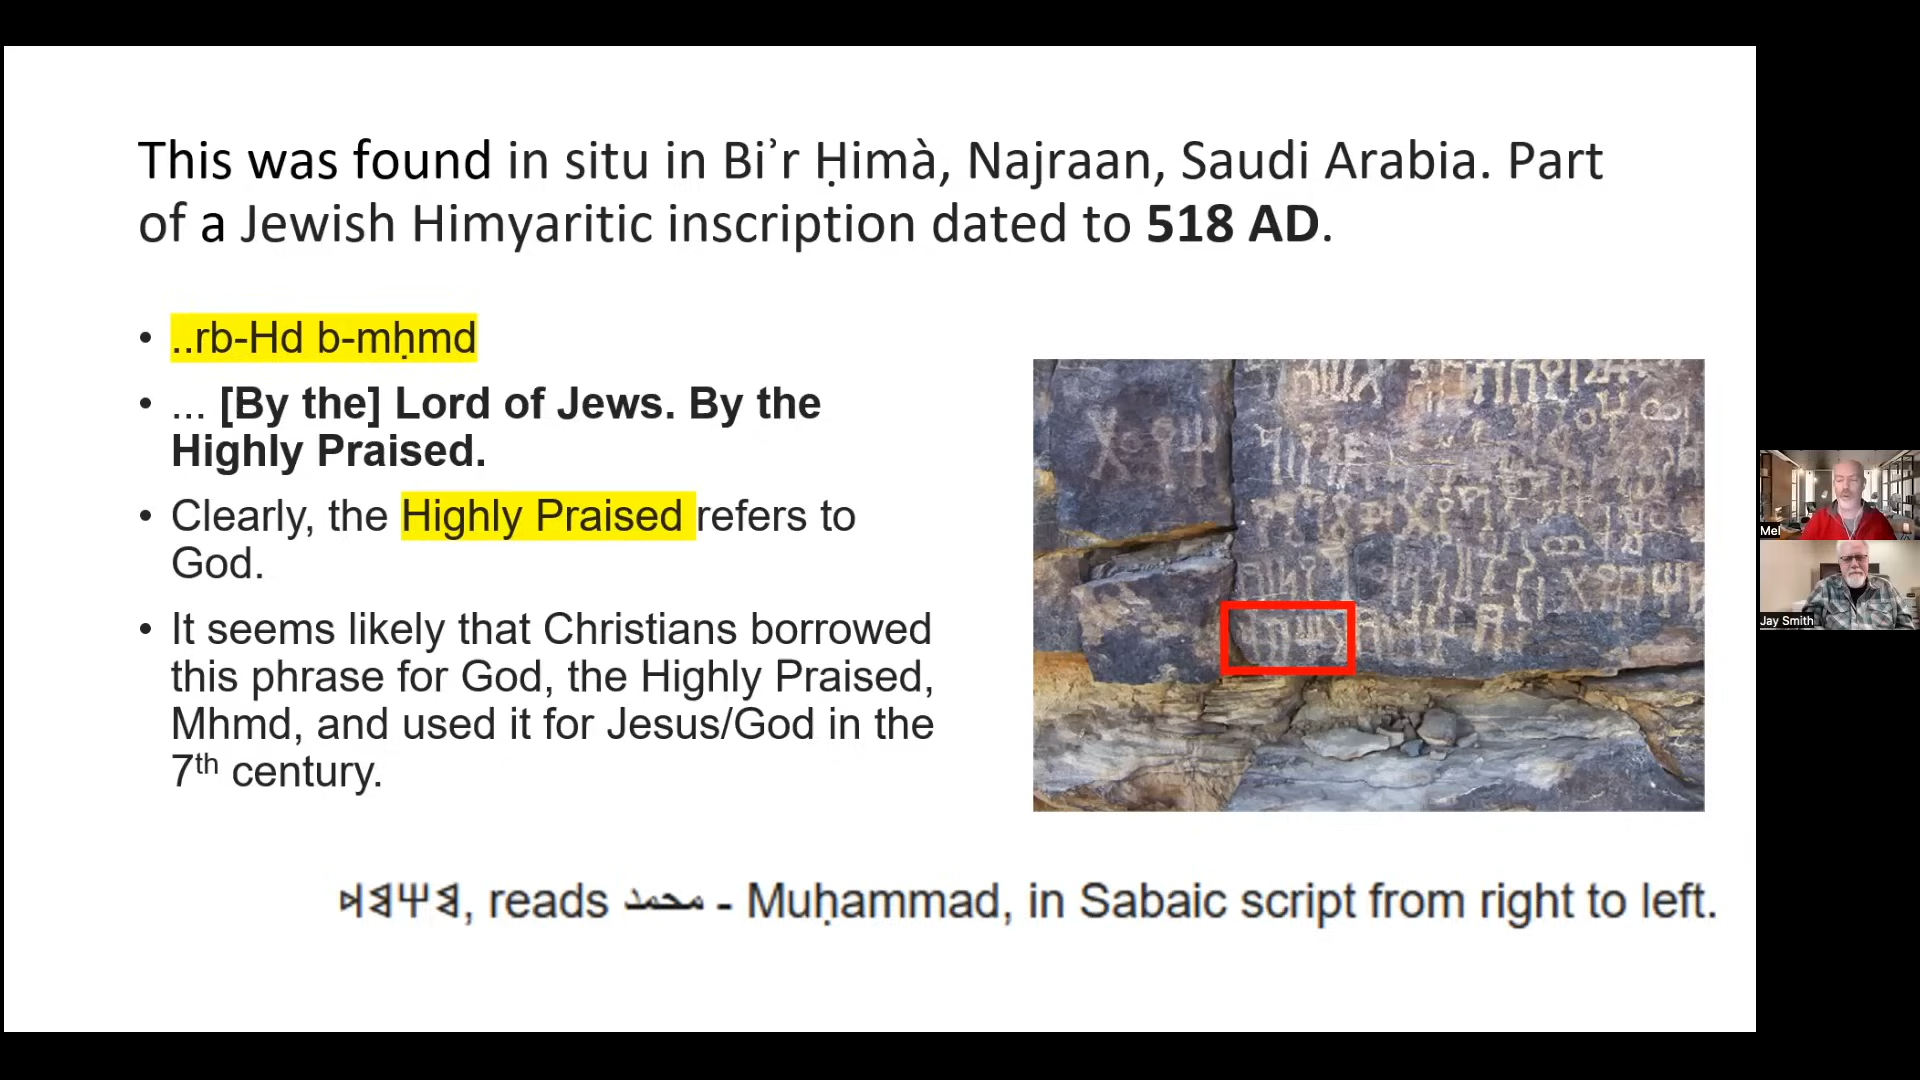 This was found in situ in Biʾr Ḥimà, Najraan, Saudi Arabia. Part
of a Jewish Himyaritic inscription dated to 518 AD.
• ..rb-Hd b-mḥmd
• ... [By the] Lord of Jews. By the
Highly Praised.
• Clearly, the Highly Praised refers to
God.
• It seems likely that Christians borrowed
this phrase for God, the Highly Praised,
Mhmd, and used it for Jesus/God in the
7th century.
𐩣𐩢𐩣𐩵, reads محمد - Muḥammad, in Sabaic script from right to left.
Mel
Jay Smith